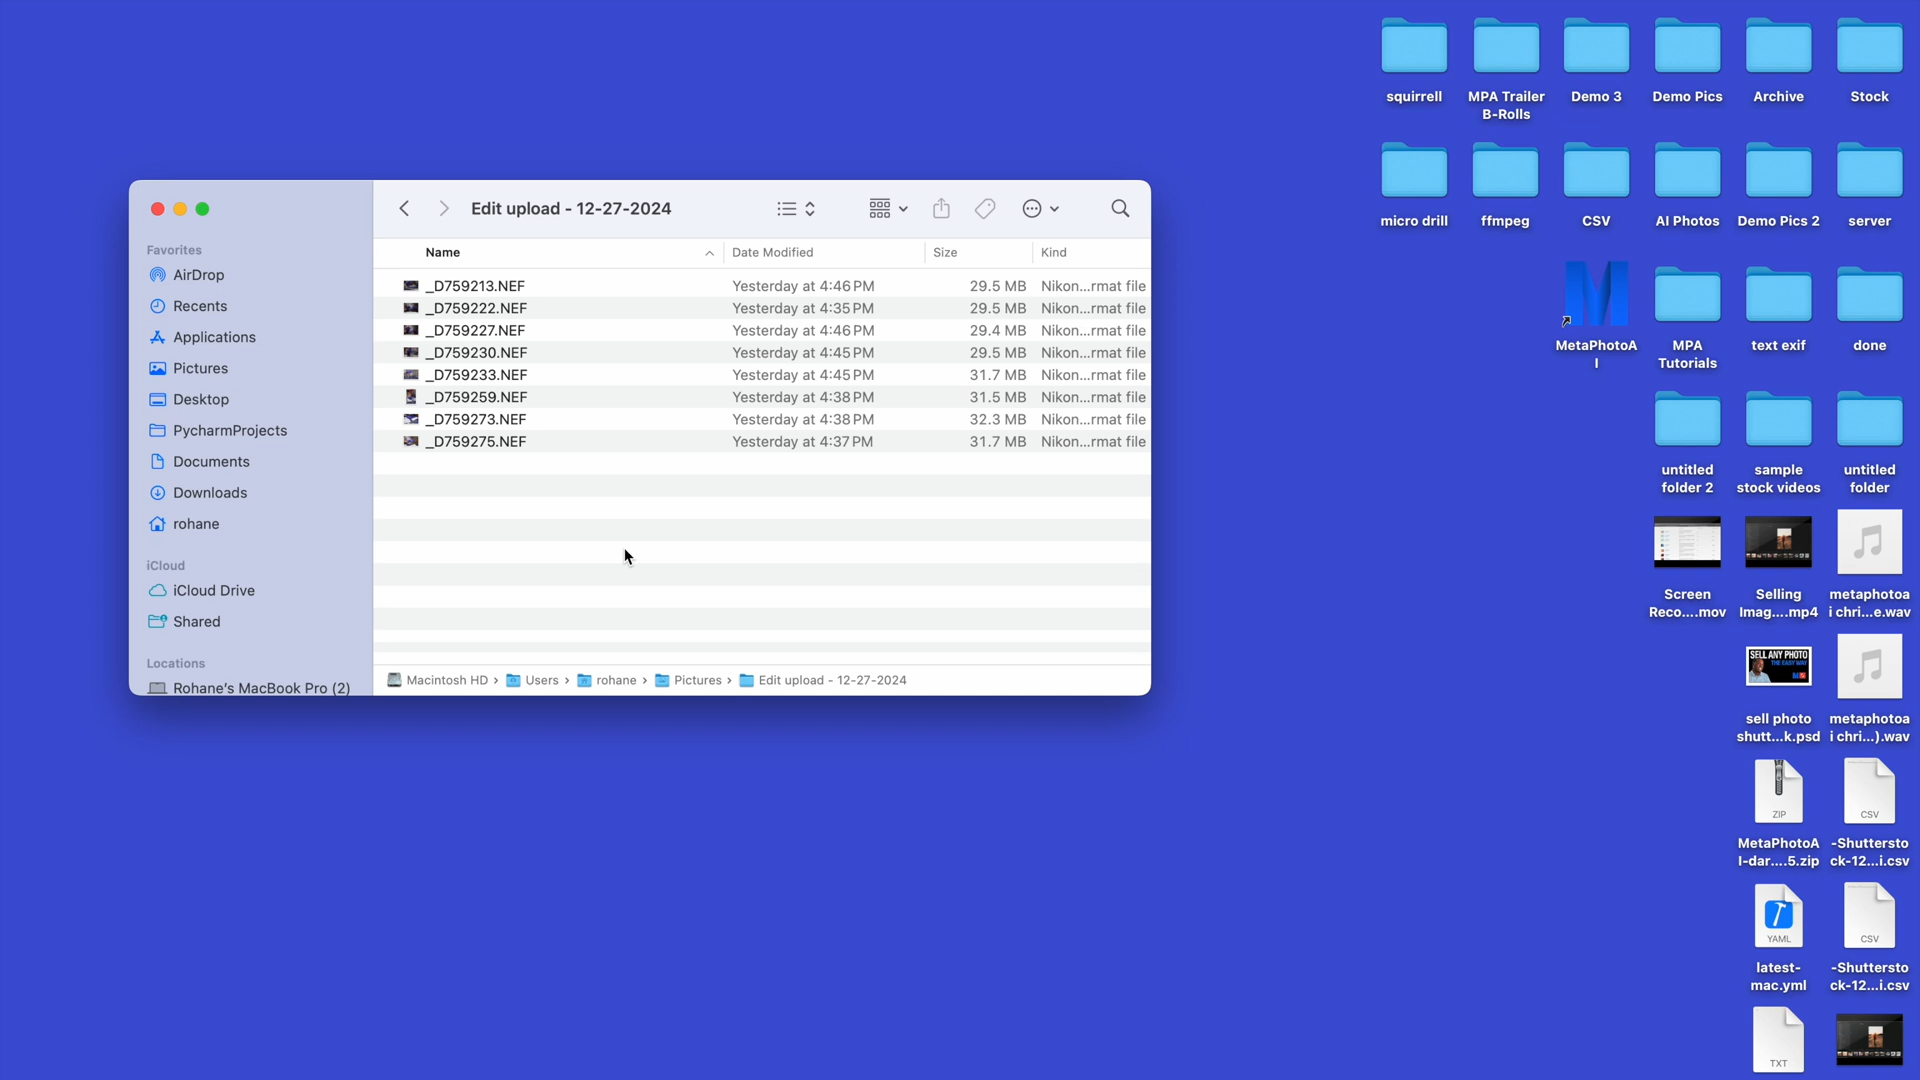 Edit upload - 12-27-2024
Favorites
AirDrop
Recents
Applications
Pictures
Desktop
PycharmProjects
Documents
Downloads
rohane
iCloud
iCloud Drive
Shared
Locations
Rohane's MacBook Pro (2)
Name Date Modified Size Kind
_D759213.NEF Yesterday at 4:46 PM 29.5 MB Nikon...rmat file
_D759222.NEF Yesterday at 4:35 PM 29.5 MB Nikon...rmat file
_D759227.NEF Yesterday at 4:46 PM 29.4 MB Nikon...rmat file
_D759230.NEF Yesterday at 4:45 PM 29.5 MB Nikon...rmat file
_D759233.NEF Yesterday at 4:45 PM 31.7 MB Nikon...rmat file
_D759259.NEF Yesterday at 4:38 PM 31.5 MB Nikon...rmat file
_D759273.NEF Yesterday at 4:38 PM 32.3 MB Nikon...rmat file
_D759275.NEF Yesterday at 4:37 PM 31.7 MB Nikon...rmat file
Macintosh HD › Users › rohane › Pictures › Edit upload - 12-27-2024
squirrell
MPA Trailer
B-Rolls
Demo 3
Demo Pics
Archive
Stock
micro drill
ffmpeg
CSV
AI Photos
Demo Pics 2
server
MetaPhotoA
I
MPA
Tutorials
text exif
done
untitled
folder 2
sample
stock videos
untitled
folder
Screen
Reco....mov
Selling
Imag....mp4
metaphotoa
i chri...e.wav
SELL ANY PHOTO
THE EASY WAY
sell photo
shutt...k.psd
metaphotoa
i chri...).wav
ZIP
MetaPhotoA
I-dar....5.zip
CSV
-Shuttersto
ck-12...i.csv
YAML
latest-
mac.yml
CSV
-Shuttersto
ck-12...i.csv
TXT